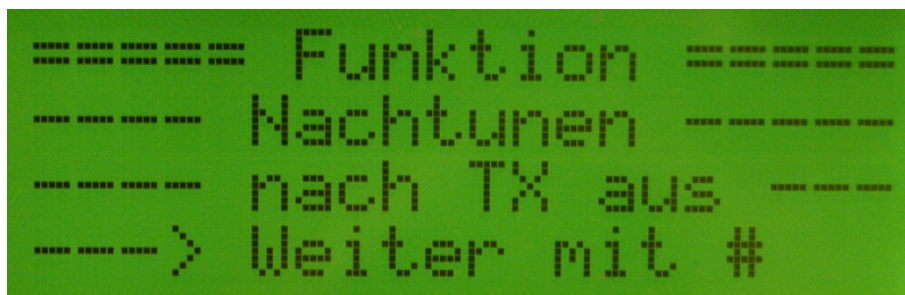 ===== Funktion =====
---- Nachtunen -----
---- nach TX aus ---
---> Weiter mit #